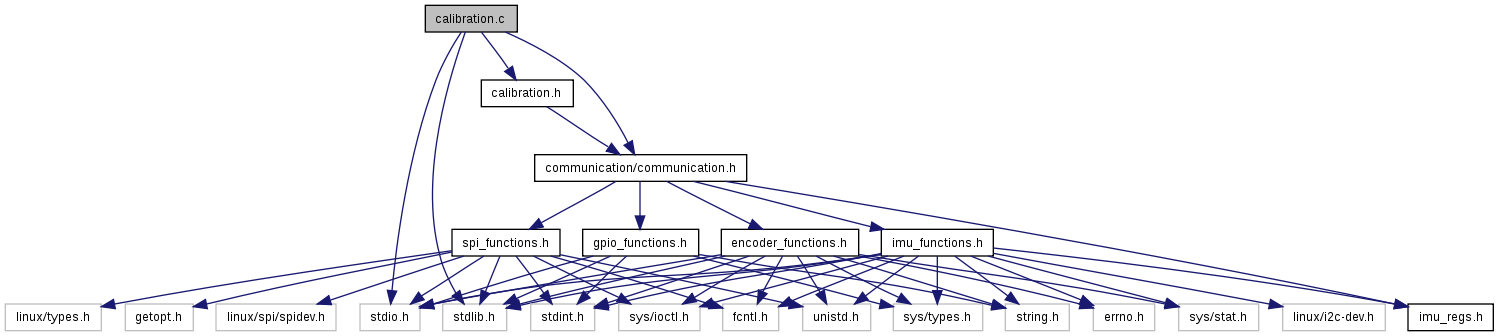 calibration.c
calibration.h
communication/communication.h
spi_functions.h
gpio_functions.h
encoder_functions.h
imu_functions.h
linux/types.h
getopt.h
linux/spi/spidev.h
stdio.h
stdlib.h
stdint.h
sys/ioctl.h
fcntl.h
unistd.h
sys/types.h
string.h
errno.h
sys/stat.h
linux/i2c-dev.h
imu_regs.h